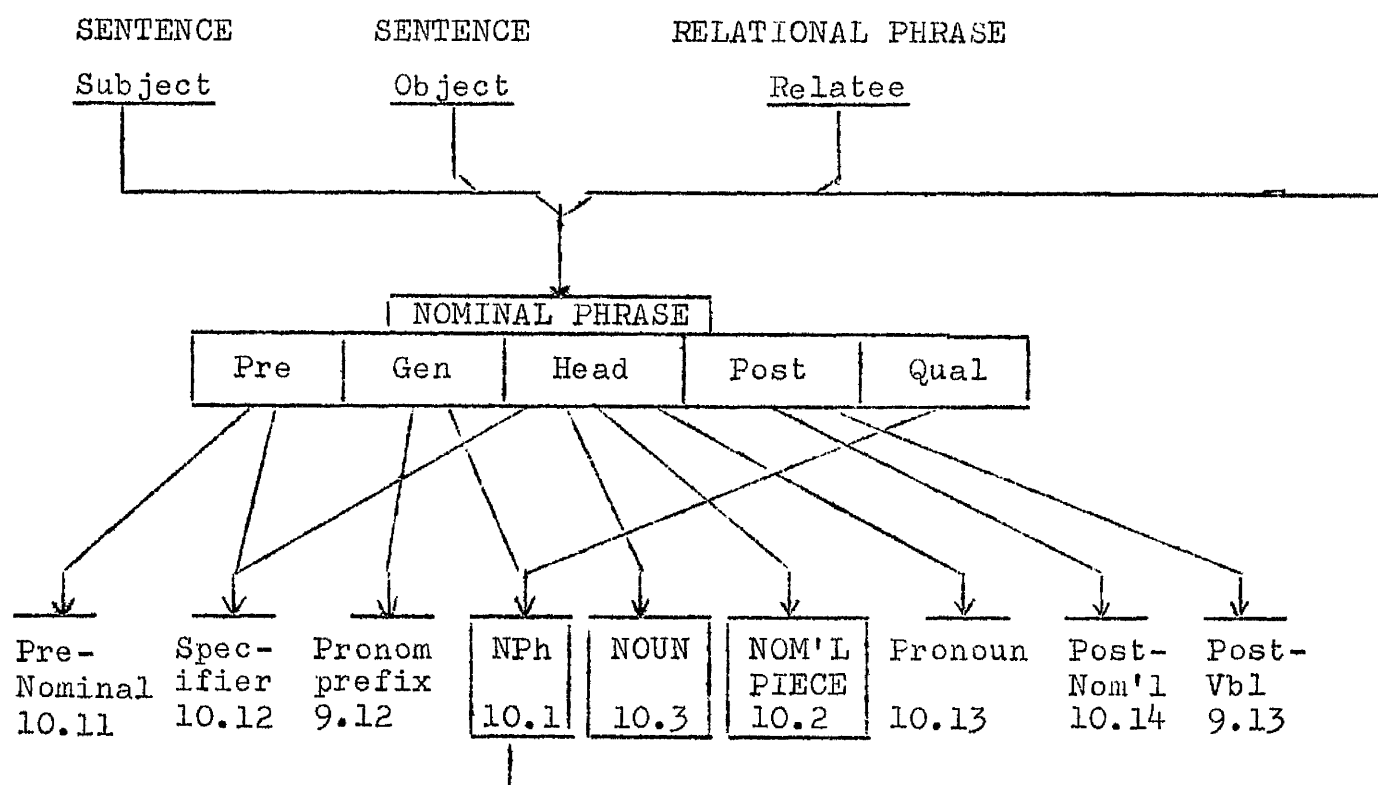 SENTENCE SENTENCE RELATIONAL PHRASE
Subject Object Relatee
NOMINAL PHRASE
Pre Gen Head Post Qual
Pre- Spec- Pronom NPh NOUN NOM'L Pronoun Post- Post-
Nominal ifier prefix PIECE Nom'l Vbl
10.11 10.12 9.12 10.1 10.3 10.2 10.13 10.14 9.13